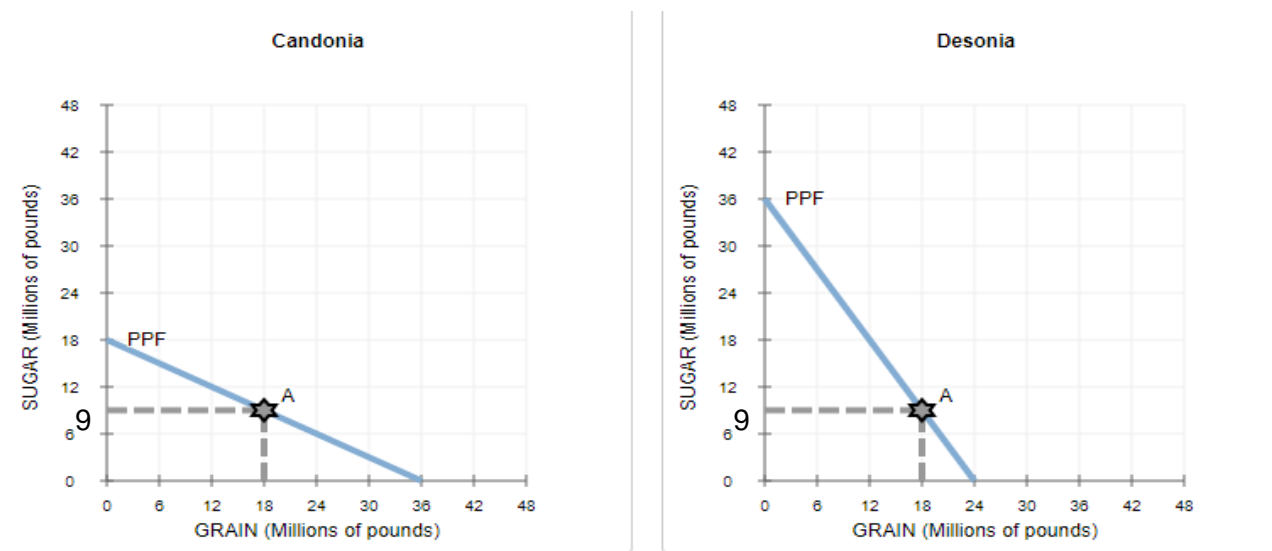 Candonia
48
42
36
30
24
18
12
9
6
0
PPF
A
SUGAR (Millions of pounds)
0 6 12 18 24 30 36 42 48
GRAIN (Millions of pounds)
Desonia
48
42
36
30
24
18
12
9
6
0
PPF
A
SUGAR (Millions of pounds)
0 6 12 18 24 30 36 42 48
GRAIN (Millions of pounds)